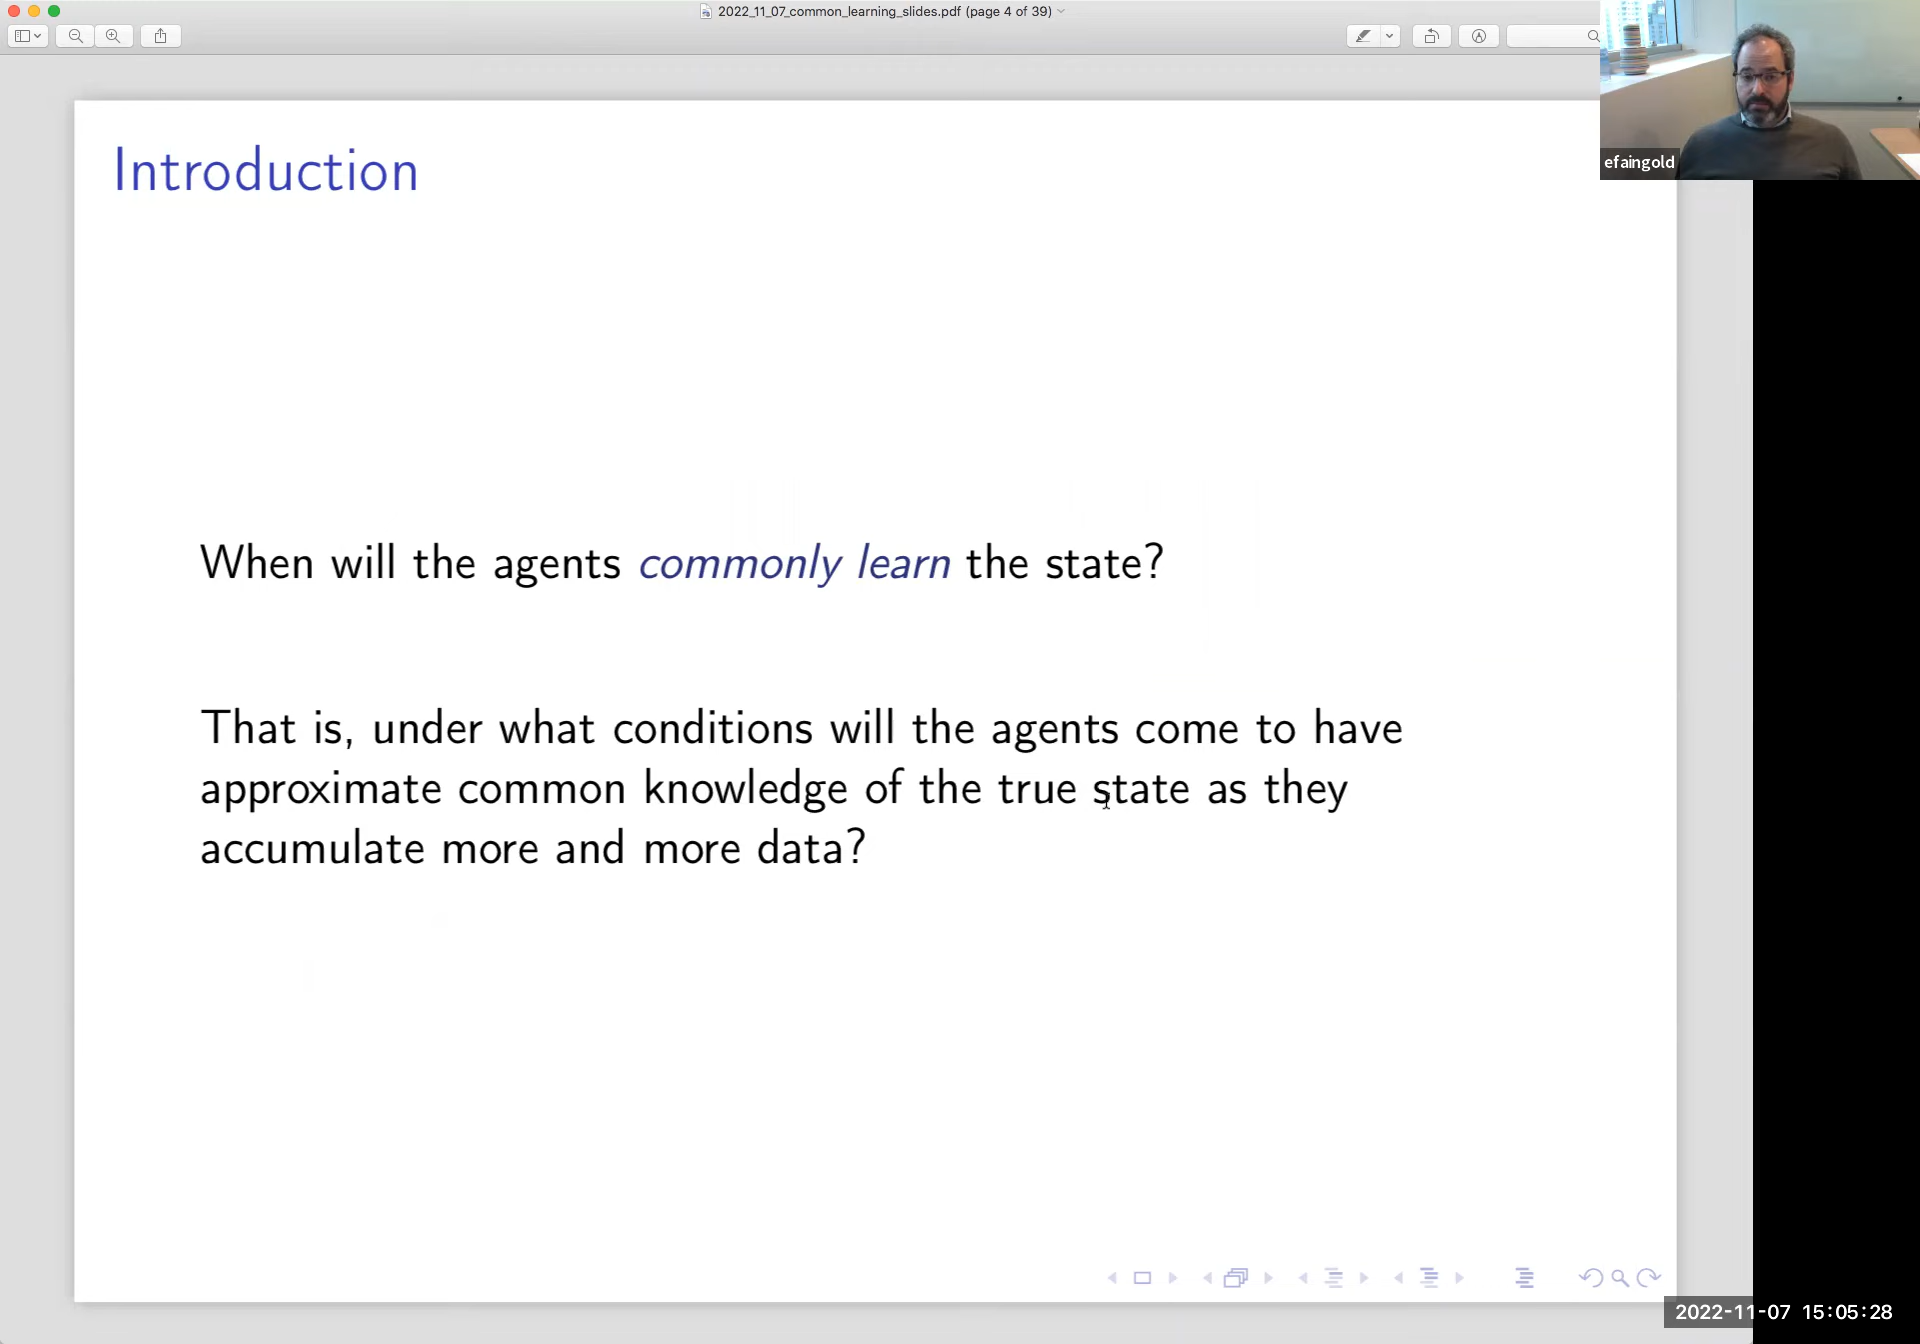 2022_11_07_common_learning_slides.pdf (page 4 of 39)
efaingold
Introduction
When will the agents commonly learn the state?
That is, under what conditions will the agents come to have
approximate common knowledge of the true state as they
accumulate more and more data?
2022-11-07 15:05:28